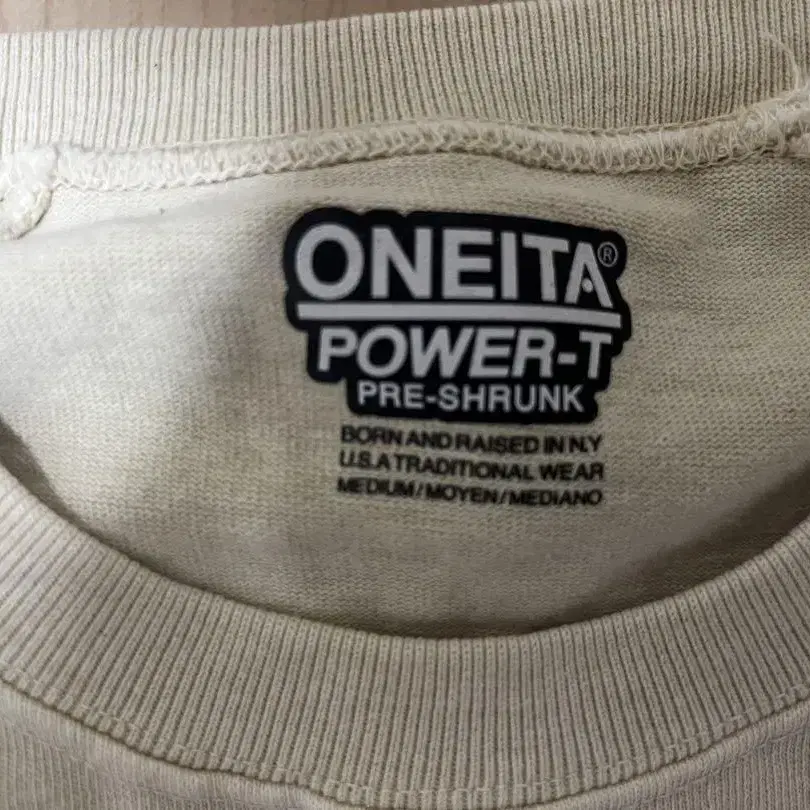 ONEITA®
POWER-T
PRE-SHRUNK
BORN AND RAISED IN N.Y
U.S.A TRADITIONAL WEAR
MEDIUM/MOYEN/MEDIANO